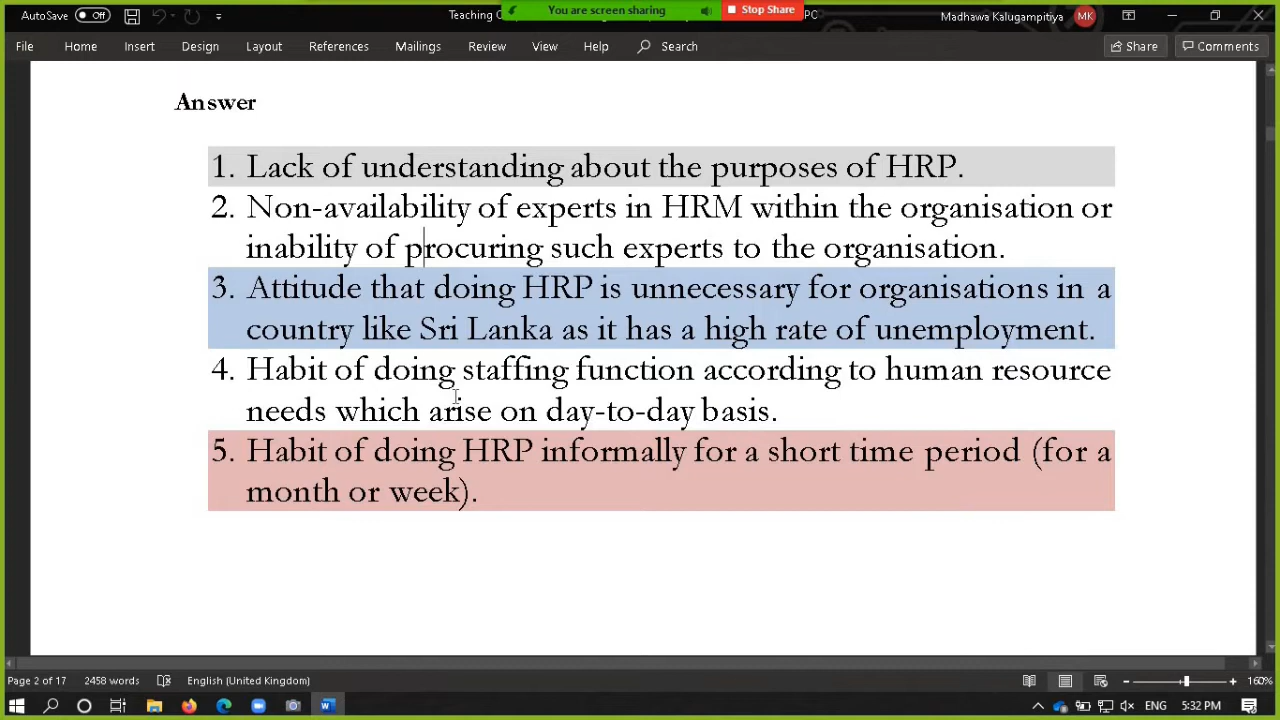 AutoSave Off
Teaching
You are screen sharing
Stop Share
PC
Madhawa Kalugampitiya MK
File Home Insert Design Layout References Mailings Review View Help Search Share Comments
Answer
1. Lack of understanding about the purposes of HRP.
2. Non-availability of experts in HRM within the organisation or
inability of procuring such experts to the organisation.
3. Attitude that doing HRP is unnecessary for organisations in a
country like Sri Lanka as it has a high rate of unemployment.
4. Habit of doing staffing function according to human resource
needs which arise on day-to-day basis.
5. Habit of doing HRP informally for a short time period (for a
month or week).
Page 2 of 17 2458 words English (United Kingdom) 160%
ENG 5:32 PM